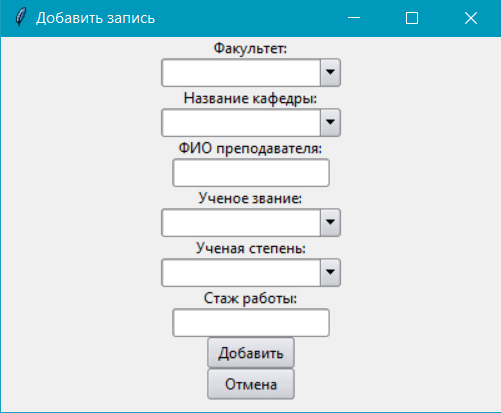 Добавить запись
Факультет:
Название кафедры:
ФИО преподавателя:
Ученое звание:
Ученая степень:
Стаж работы:
Добавить
Отмена